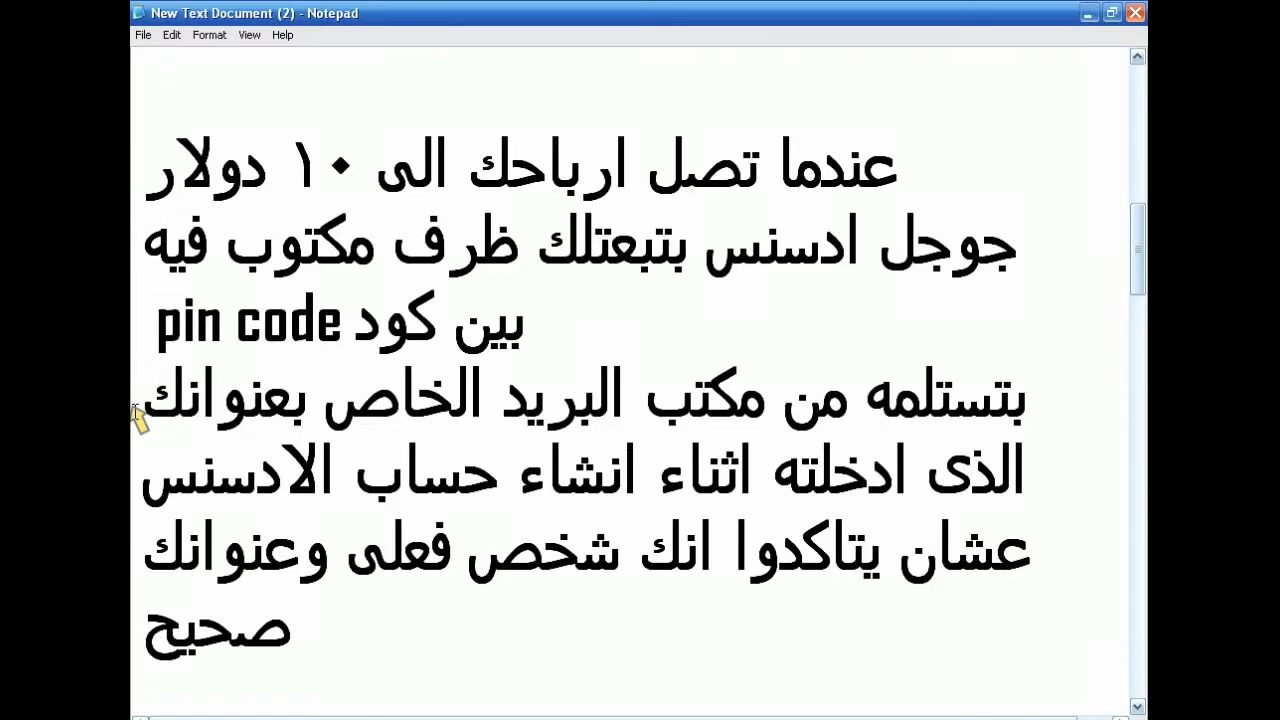 New Text Document (2) - Notepad
File Edit Format View Help
عندما تصل ارباحك الى ١٠ دولار
جوجل ادسنس بتبعتلك ظرف مكتوب فيه
بين كود pin code
بتستلمه من مكتب البريد الخاص بعنوانك
الذى ادخلته اثناء انشاء حساب الادسنس
عشان يتاكدوا انك شخص فعلى وعنوانك
صحيح